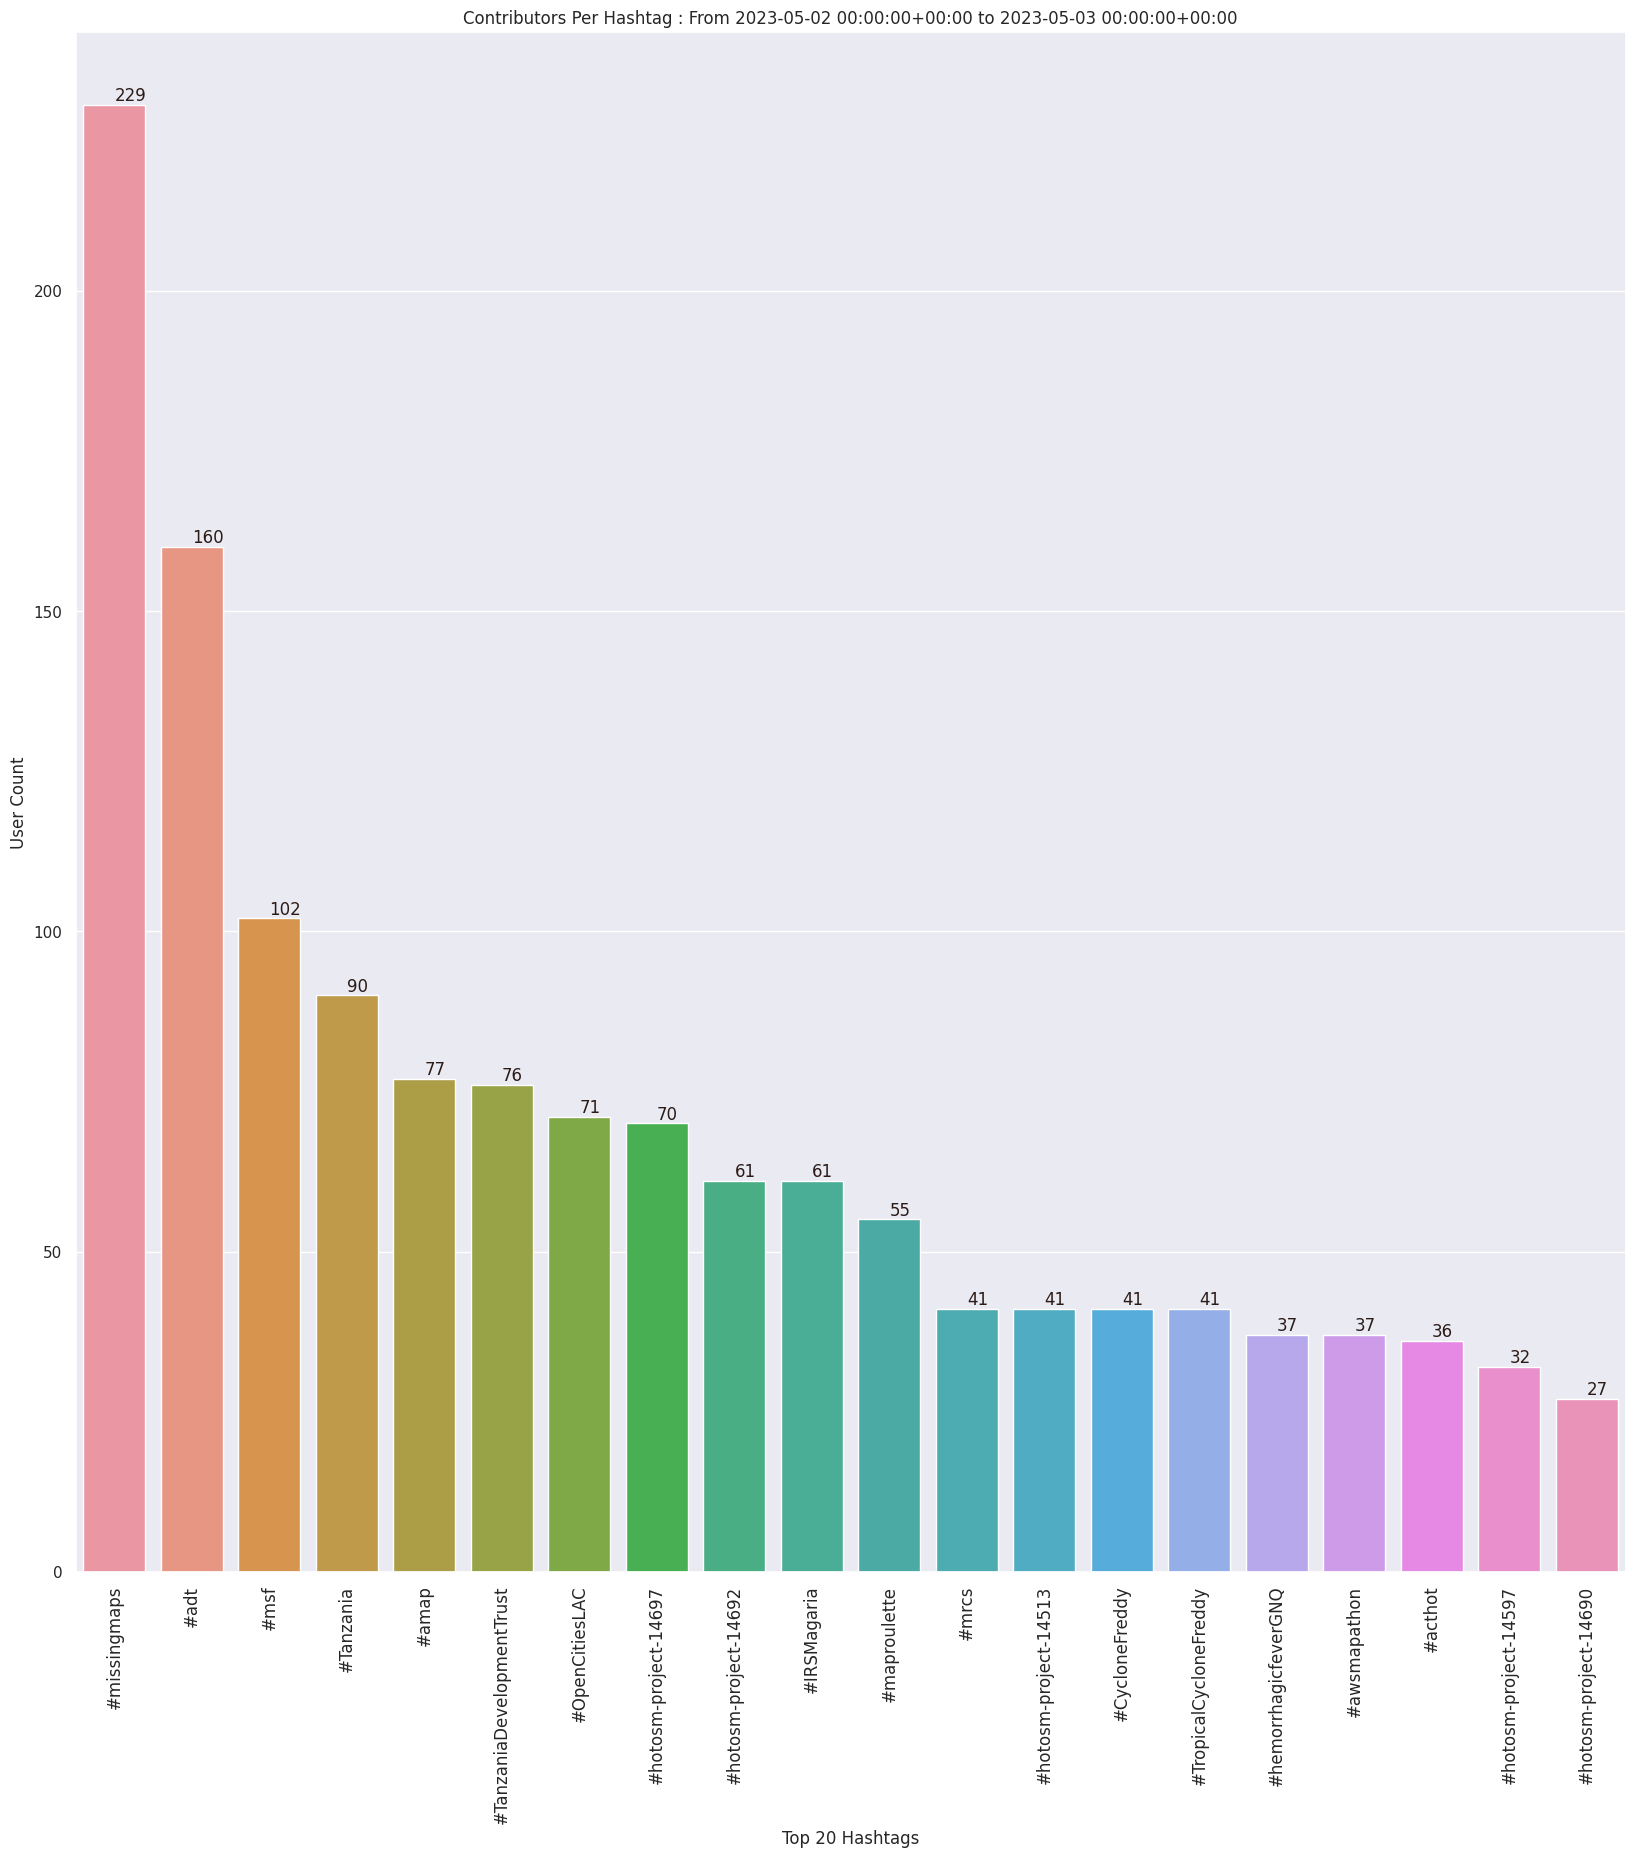 Contributors Per Hashtag : From 2023-05-02 00:00:00+00:00 to 2023-05-03 00:00:00+00:00
User Count
200
150
100
50
0
229
160
102
90
77
76
71
70
61
61
55
41
41
41
41
37
37
36
32
27
#missingmaps
#adt
#msf
#Tanzania
#amap
#TanzaniaDevelopmentTrust
#OpenCitiesLAC
#hotosm-project-14697
#hotosm-project-14692
#IRSMagaria
#maproulette
#mrcs
#hotosm-project-14513
#CycloneFreddy
#TropicalCycloneFreddy
#hemorrhagicfeverGNQ
#awsmapathon
#acthot
#hotosm-project-14597
#hotosm-project-14690
Top 20 Hashtags